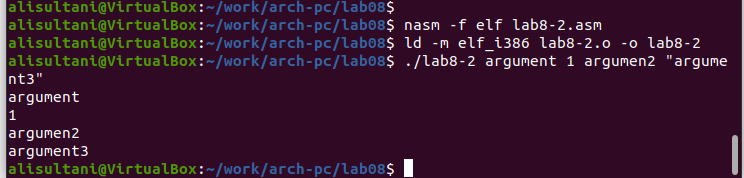 alisultani@VirtualBox:~/work/arch-pc/lab08$
alisultani@VirtualBox:~/work/arch-pc/lab08$ nasm -f elf lab8-2.asm
alisultani@VirtualBox:~/work/arch-pc/lab08$ ld -m elf_i386 lab8-2.o -o lab8-2
alisultani@VirtualBox:~/work/arch-pc/lab08$ ./lab8-2 argument 1 argumen2 "argume
nt3"
argument
1
argumen2
argument3
alisultani@VirtualBox:~/work/arch-pc/lab08$